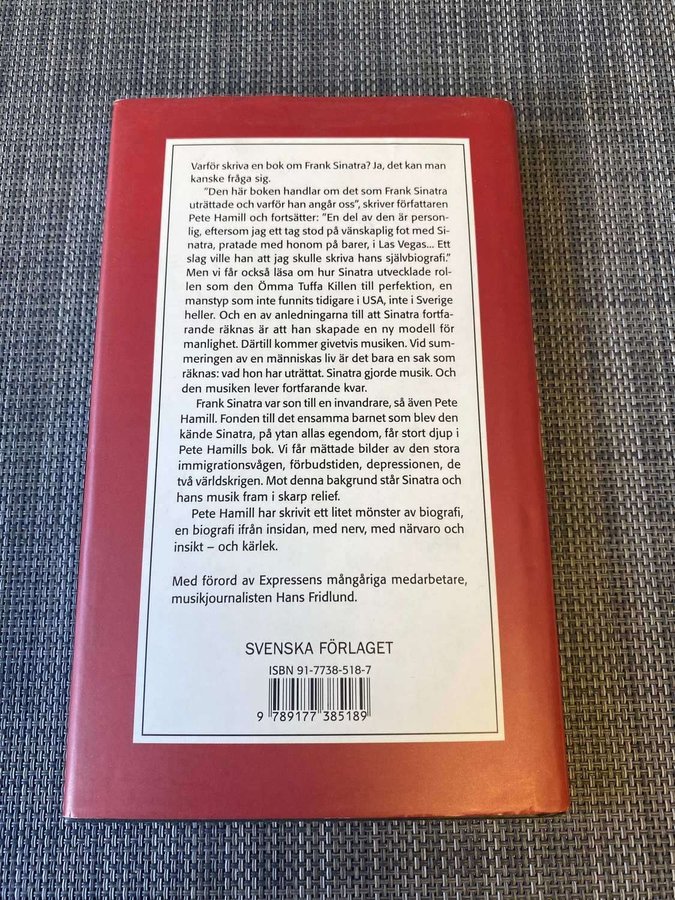 Varför skriva en bok om Frank Sinatra? Ja, det kan man
kanske fråga sig.
"Den här boken handlar om det som Frank Sinatra
uträttade och varför han angår oss", skriver författaren
Pete Hamill och fortsätter: "En del av den är person-
lig, eftersom jag ett tag stod på vänskaplig fot med Si-
natra, pratade med honom på barer, i Las Vegas... Ett
slag ville han att jag skulle skriva hans självbiografi."
Men vi får också läsa om hur Sinatra utvecklade rol-
len som den Ömma Tuffa Killen till perfektion, en
manstyp som inte funnits tidigare i USA, inte i Sverige
heller. Och en av anledningarna till att Sinatra fortfa-
rande räknas är att han skapade en ny modell för
manlighet. Därtill kommer givetvis musiken. Vid sum-
meringen av en människas liv är det bara en sak som
räknas: vad hon har uträttat. Sinatra gjorde musik. Och
den musiken lever fortfarande kvar.
Frank Sinatra var son till en invandrare, så även Pete
Hamill. Fonden till det ensamma barnet som blev den
kände Sinatra, på ytan allas egendom, får stort djup i
Pete Hamills bok. Vi får mättade bilder av den stora
immigrationsvågen, förbudstiden, depressionen, de
två världskrigen. Mot denna bakgrund står Sinatra och
hans musik fram i skarp relief.
Pete Hamill har skrivit ett litet mönster av biografi,
en biografi ifrån insidan, med nerv, med närvaro och
insikt – och kärlek.
Med förord av Expressens mångåriga medarbetare,
musikjournalisten Hans Fridlund.
SVENSKA FÖRLAGET
ISBN 91-7738-518-7
9 789177 385189